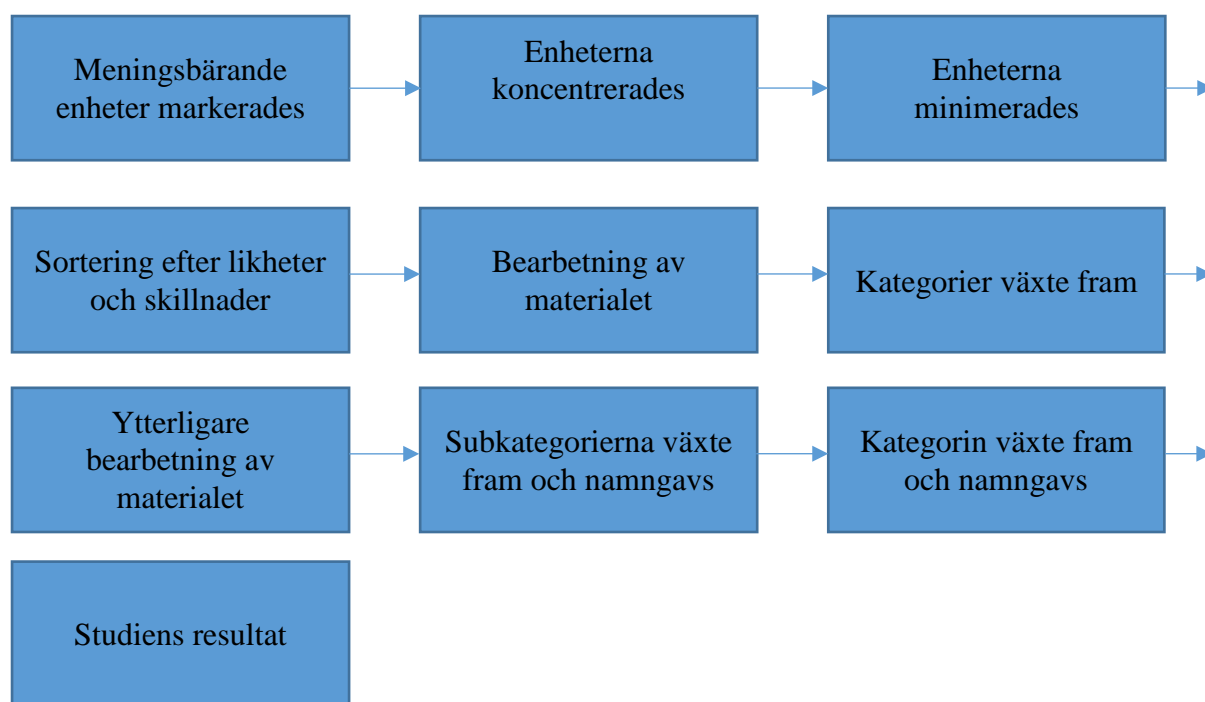 Meningsbärande
enheter markerades
Enheterna
koncentrerades
Enheterna
minimerades
Sortering efter likheter
och skillnader
Bearbetning av
materialet
Kategorier växte fram
Ytterligare
bearbetning av
materialet
Subkategorierna växte
fram och namngavs
Kategorin växte fram
och namngavs
Studiens resultat